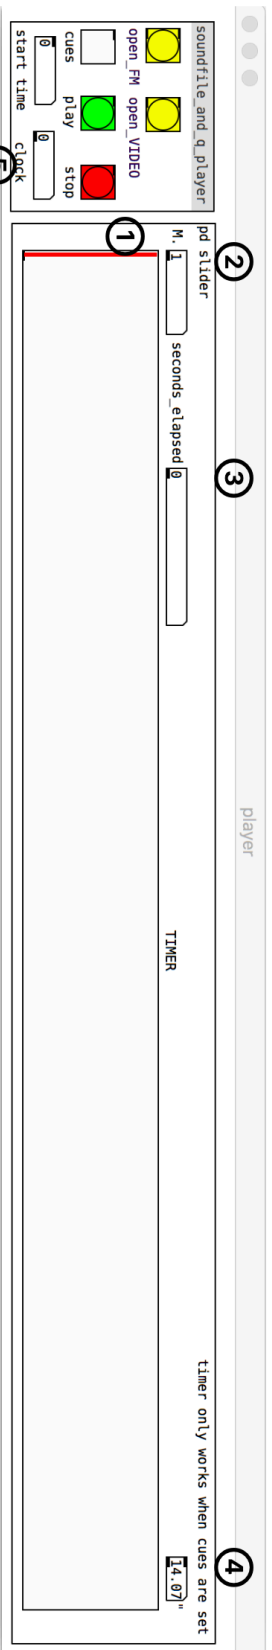 player
soundfile_and_q_player
open_FM open_VIDEO
cues play stop
0 0
start time clock
5
2 3 4
pd slider timer only works when cues are set
M. 1 seconds_elapsed 0 TIMER 14.07"
1